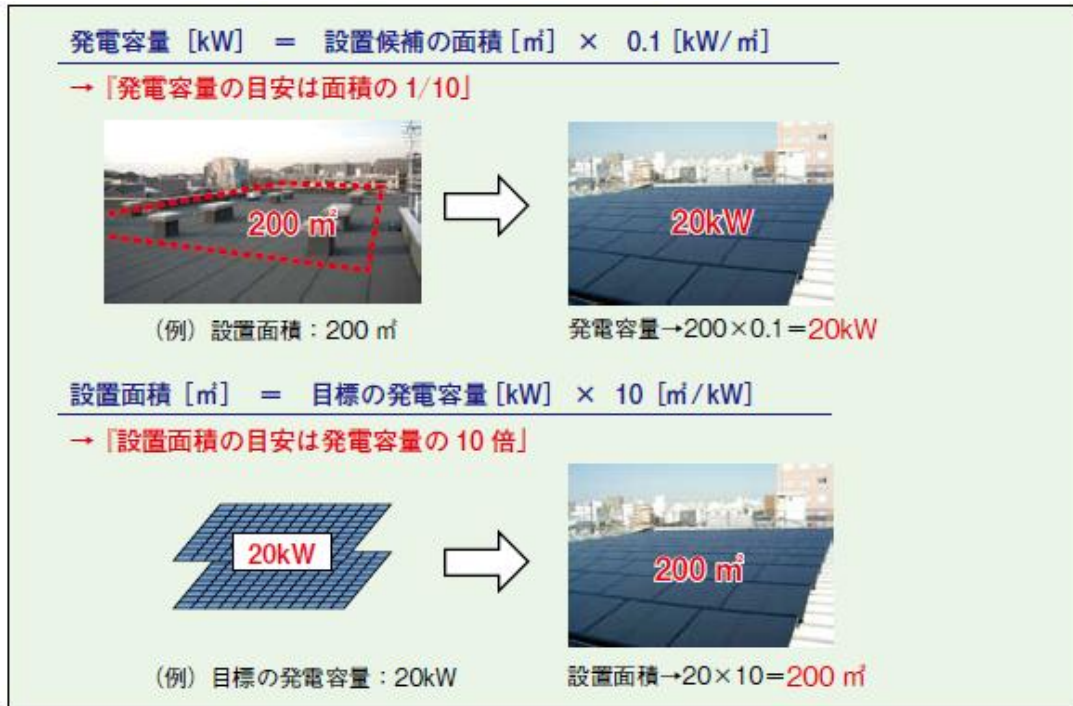 発電容量 [kW] ＝ 設置候補の面積 [㎡] × 0.1 [kW/㎡]
→『発電容量の目安は面積の 1/10』
200 ㎡
20kW
（例）設置面積：200 ㎡
発電容量→200×0.1＝20kW
設置面積 [㎡] ＝ 目標の発電容量 [kW] × 10 [㎡/kW]
→『設置面積の目安は発電容量の 10 倍』
20kW
200 ㎡
（例）目標の発電容量：20kW
設置面積→20×10＝200 ㎡